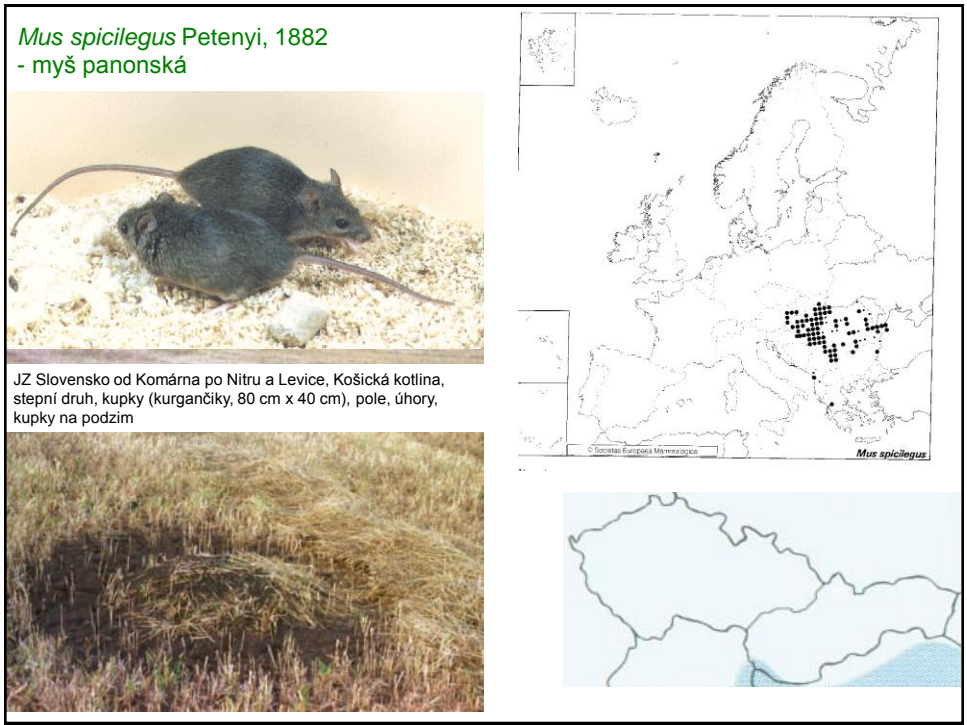 Mus spicilegus Petenyi, 1882
- myš panonská
JZ Slovensko od Komárna po Nitru a Levice, Košická kotlina,
stepní druh, kupky (kurgančiky, 80 cm x 40 cm), pole, úhory,
kupky na podzim
© Societas Europaea Mammalogica
Mus spicilegus